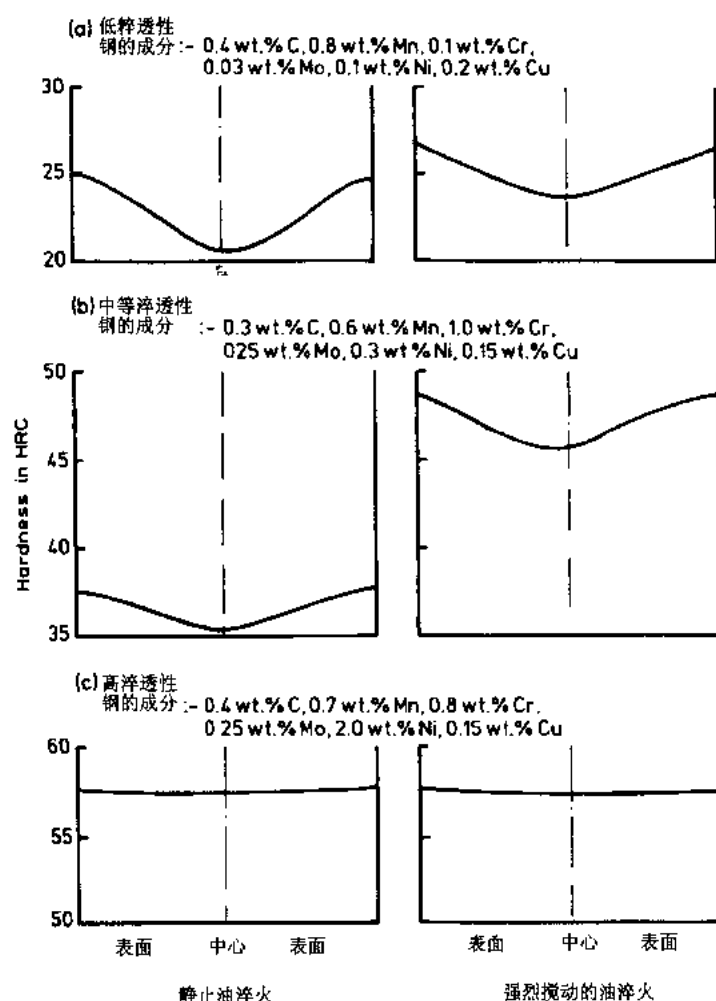 (a) 低粹透性
钢的成分:- 0.4 wt.% C, 0.8 wt.% Mn, 0.1 wt.% Cr,
0.03 wt.% Mo, 0.1 wt.% Ni, 0.2 wt.% Cu
30
25
20
(b) 中等淬透性
钢的成分 :- 0.3 wt.% C, 0.6 wt.% Mn, 1.0 wt.% Cr,
025 wt.% Mo, 0.3 wt % Ni, 0.15 wt.% Cu
50
45
40
35
Hardness in HRC
(c) 高淬透性
钢的成分:- 0.4 wt.% C, 0.7 wt.% Mn, 0.8 wt.% Cr,
0 25 wt.% Mo, 2.0 wt.% Ni, 0.15 wt.% Cu
60
55
50
表面 中心 表面 表面 中心 表面
静止油淬火 强烈搅动的油淬火